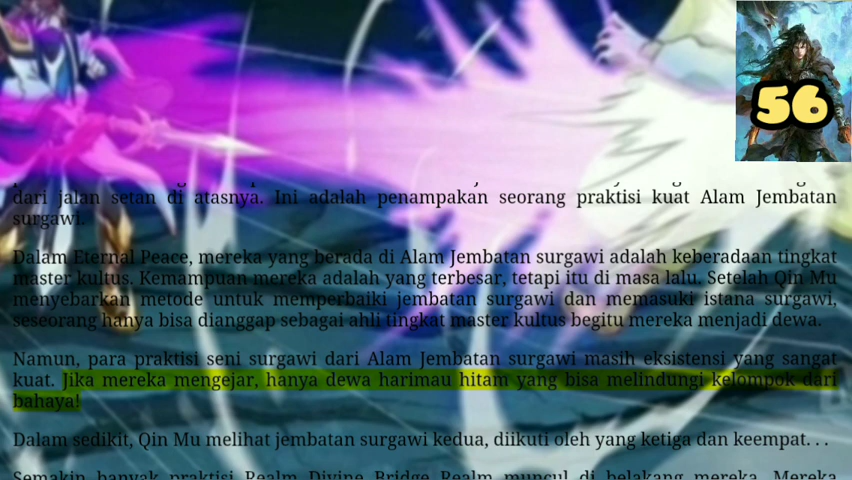 56
dari jalan setan di atasnya. Ini adalah penampakan seorang praktisi kuat Alam Jembatan
surgawi.
Dalam Eternal Peace, mereka yang berada di Alam Jembatan surgawi adalah keberadaan tingkat
master kultus. Kemampuan mereka adalah yang terbesar, tetapi itu di masa lalu. Setelah Qin Mu
menyebarkan metode untuk memperbaiki jembatan surgawi dan memasuki istana surgawi,
seseorang hanya bisa dianggap sebagai ahli tingkat master kultus begitu mereka menjadi dewa.
Namun, para praktisi seni surgawi dari Alam Jembatan surgawi masih eksistensi yang sangat
kuat. Jika mereka mengejar, hanya dewa harimau hitam yang bisa melindungi kelompok dari
bahaya!
Dalam sedikit, Qin Mu melihat jembatan surgawi kedua, diikuti oleh yang ketiga dan keempat. . .
Semakin banyak praktisi Realm Divine Bridge Realm muncul di belakang mereka. Mereka